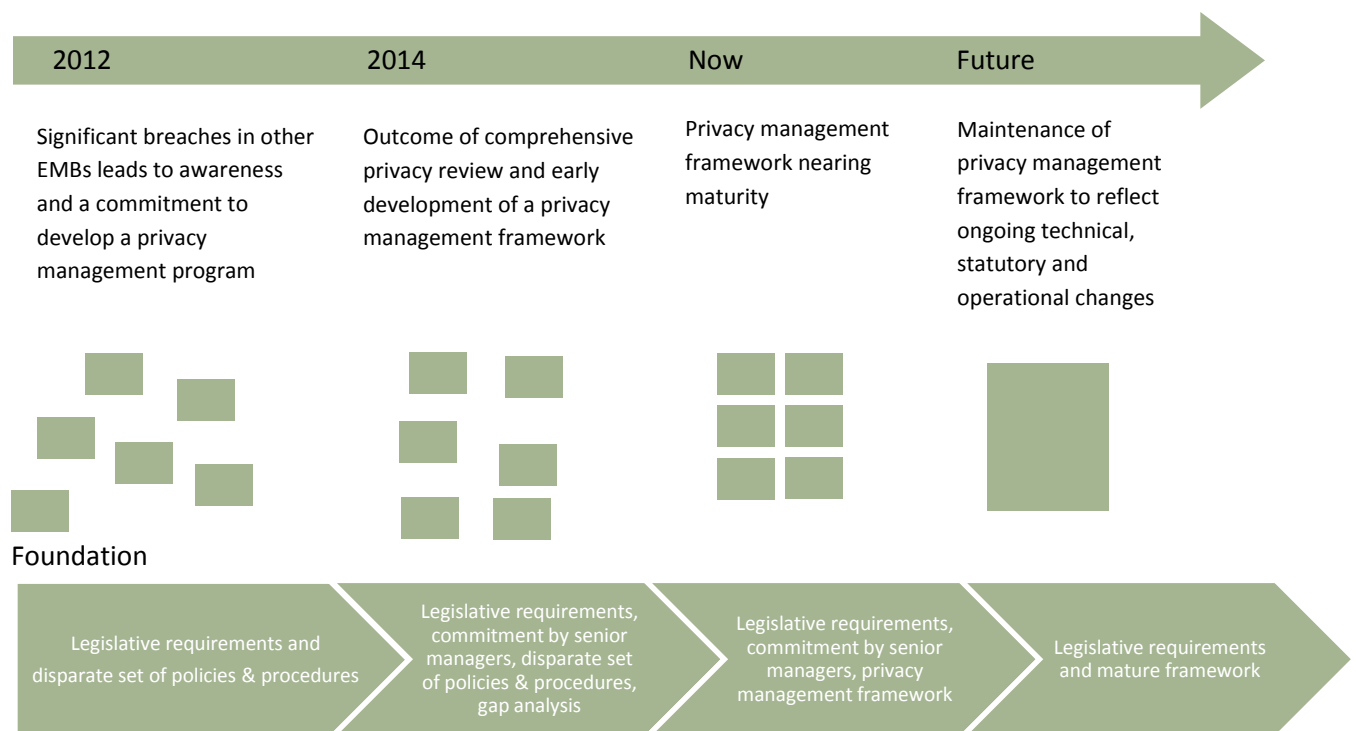 2012
2014
Now
Future
Significant breaches in other
EMBs leads to awareness
and a commitment to
develop a privacy
management program
Outcome of comprehensive
privacy review and early
development of a privacy
management framework
Privacy management
framework nearing
maturity
Maintenance of
privacy management
framework to reflect
ongoing technical,
statutory and
operational changes
Foundation
Legislative requirements and
disparate set of policies & procedures
Legislative requirements,
commitment by senior
managers, disparate set
of policies & procedures,
gap analysis
Legislative requirements,
commitment by senior
managers, privacy
management framework
Legislative requirements
and mature framework